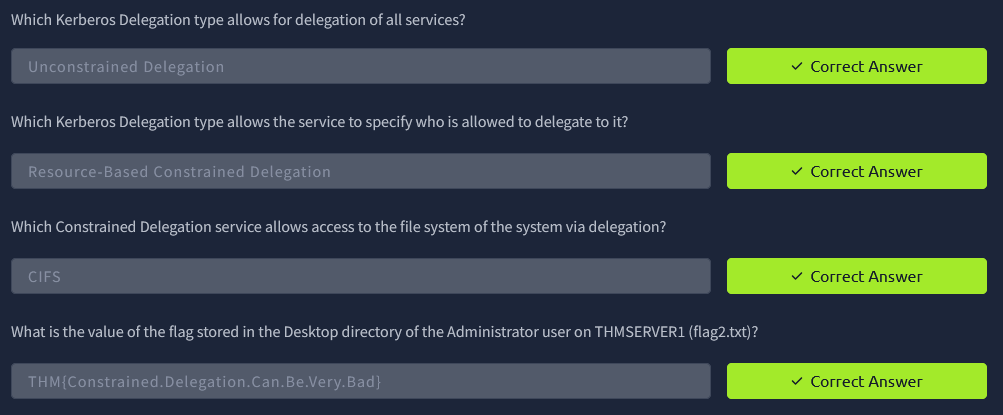 Which Kerberos Delegation type allows for delegation of all services?
Unconstrained Delegation
✓ Correct Answer
Which Kerberos Delegation type allows the service to specify who is allowed to delegate to it?
Resource-Based Constrained Delegation
✓ Correct Answer
Which Constrained Delegation service allows access to the file system of the system via delegation?
CIFS
✓ Correct Answer
What is the value of the flag stored in the Desktop directory of the Administrator user on THMSERVER1 (flag2.txt)?
THM{Constrained.Delegation.Can.Be.Very.Bad}
✓ Correct Answer